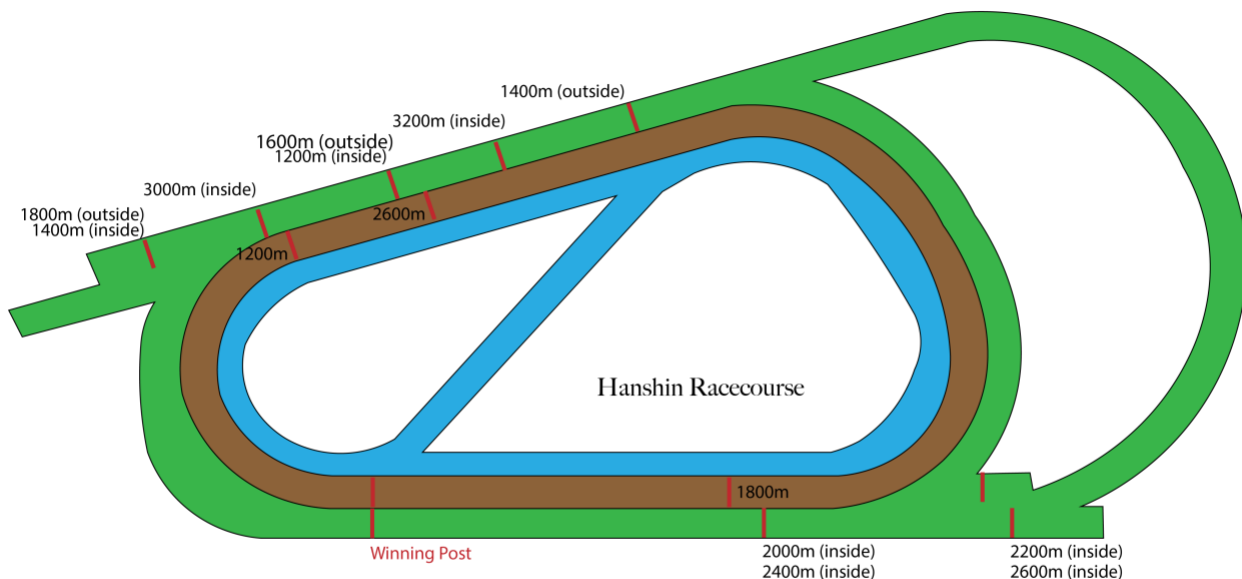 1400m (outside)
3200m (inside)
1600m (outside)
1200m (inside)
3000m (inside)
1800m (outside)
1400m (inside)
2600m
1200m
Hanshin Racecourse
1800m
Winning Post
2000m (inside)
2400m (inside)
2200m (inside)
2600m (inside)